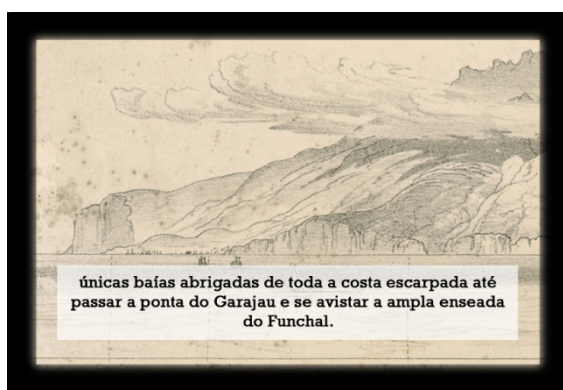 únicas baías abrigadas de toda a costa escarpada até
passar a ponta do Garajau e se avistar a ampla enseada
do Funchal.